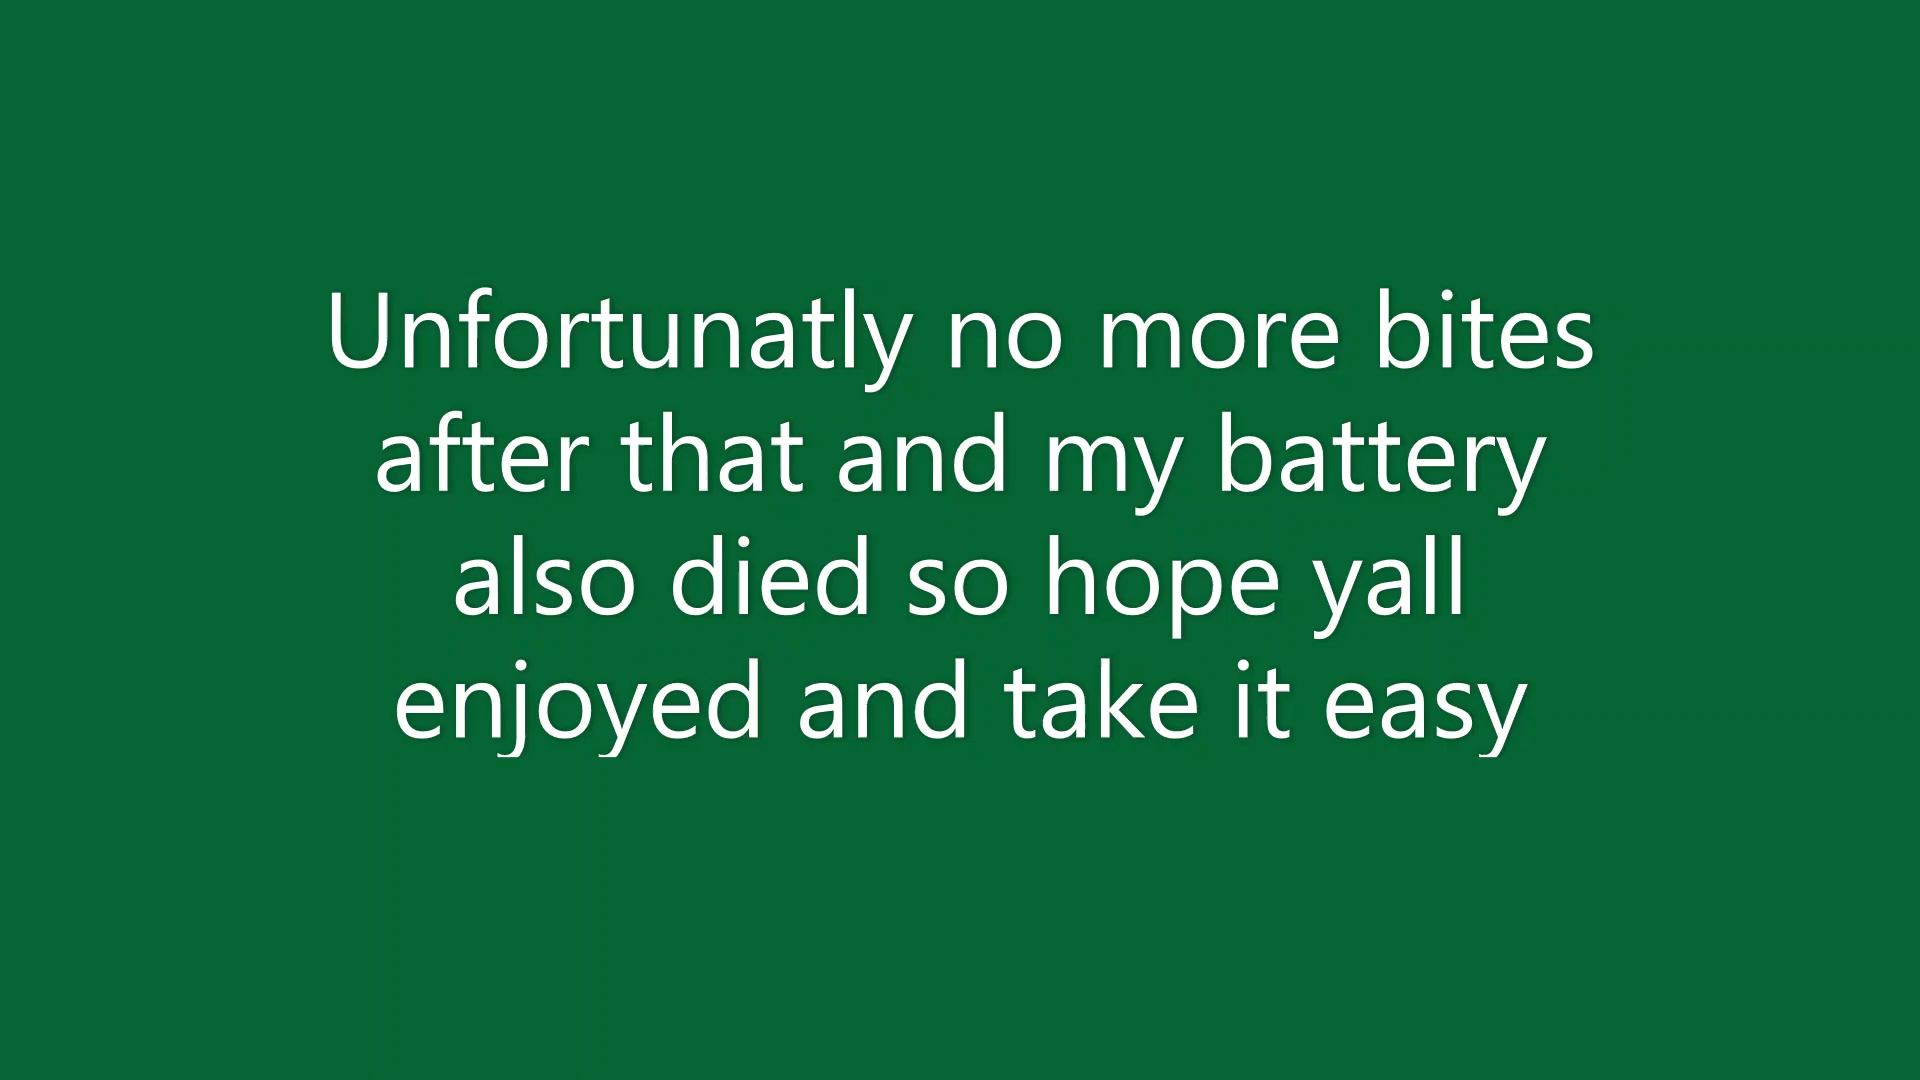 Unfortunatly no more bites
after that and my battery
also died so hope yall
enjoyed and take it easy